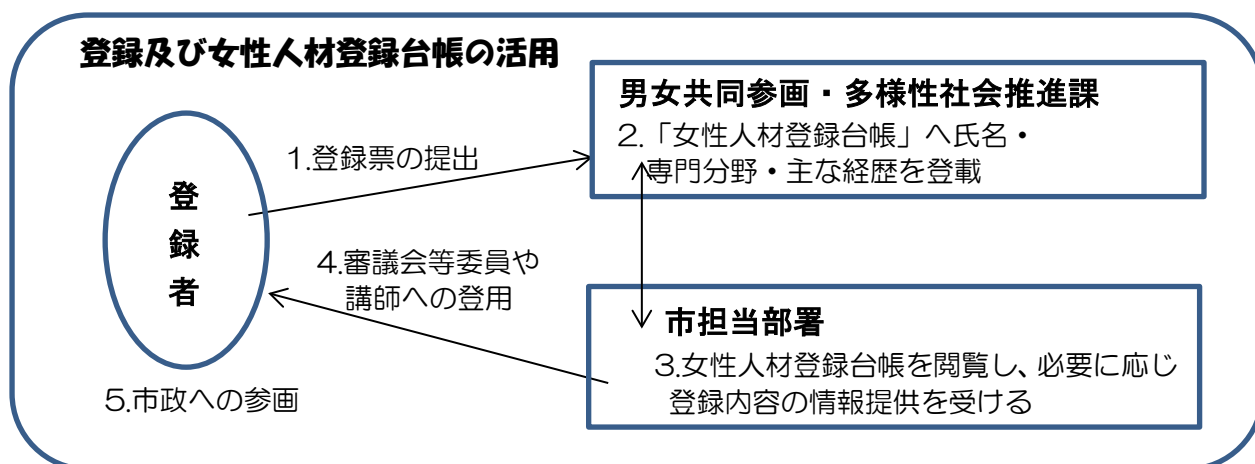 登録及び女性人材登録台帳の活用
男女共同参画・多様性社会推進課
2.「女性人材登録台帳」へ氏名・
専門分野・主な経歴を登載
1.登録票の提出
登
録
者
4.審議会等委員や
講師への登用
市担当部署
3.女性人材登録台帳を閲覧し、必要に応じ
登録内容の情報提供を受ける
5.市政への参画